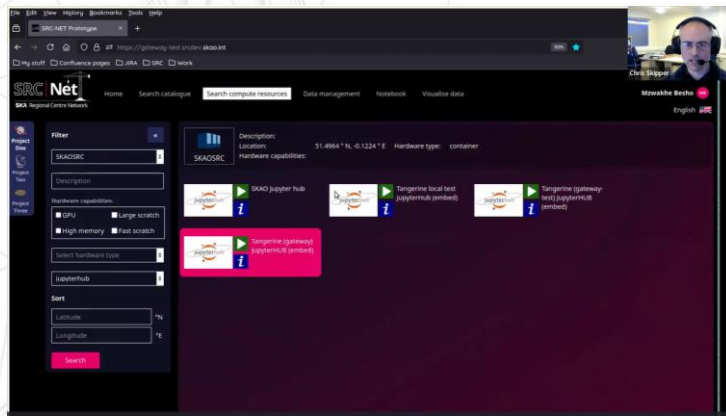 File Edit View History Bookmarks Tools Help
SRC-NET Prototype
https://gateway-test.srcdev.skao.int
90%
My stuff Confluence pages JIRA SRC Work
Chris Skipper
SRC Net
SKA Regional Centre Network
Home Search catalogue Search compute resources Data management Notebook Visualise data
Mzwakhe Besho
English
Project One
Project Two
Project Three
Filter
«
SKAOSRC
Description
Hardware capabilities:
GPU Large scratch
High memory Fast scratch
Select hardware type
jupyterhub
Sort
Latitude °N
Longitude °E
Search
SKAOSRC
Description:
Location: 51.4964 ° N, -0.1224 ° E Hardware type: container
Hardware capabilities:
jupyterhub
i
SKAO Jupyter hub
jupyterhub
i
Tangerine local test JupyterHub (embed)
jupyterhub
i
Tangerine (gateway-test) JupyterHUB (embed)
jupyterhub
i
Tangerine (gateway) JupyterHUB (embed)